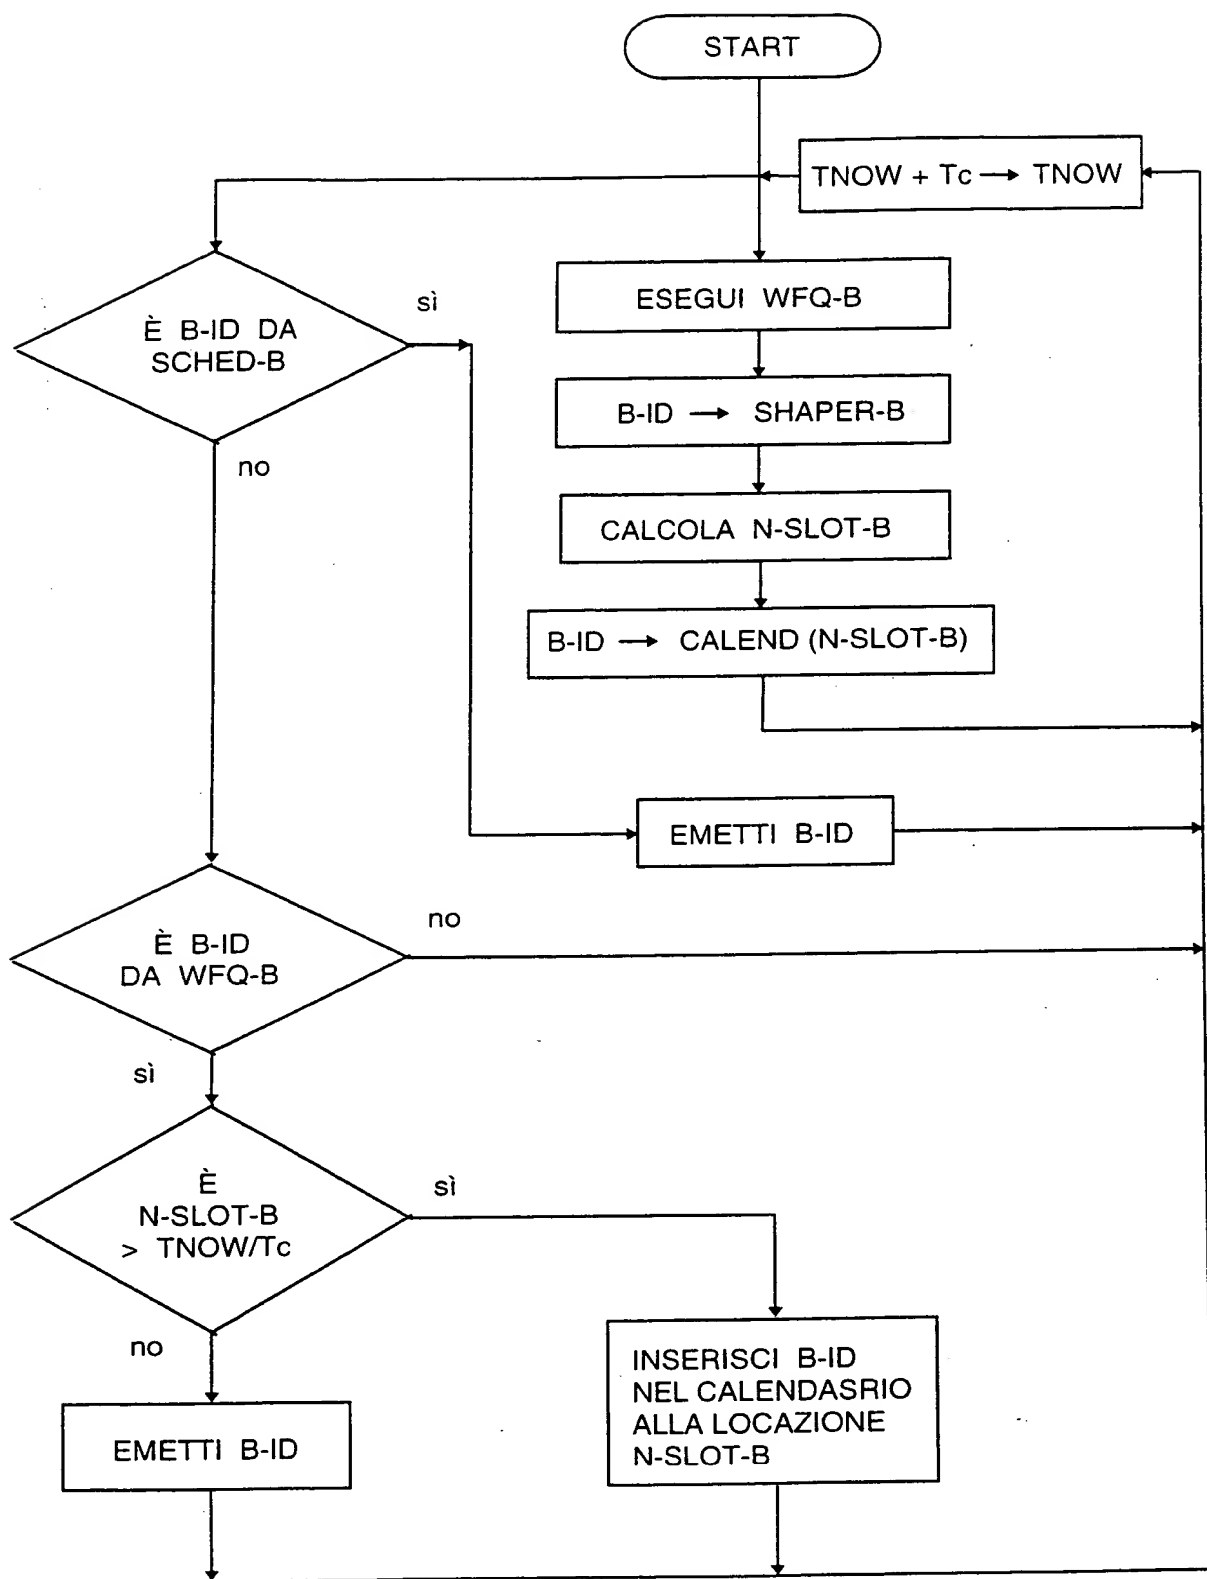 START
TNOW + Tc → TNOW
ESEGUI WFQ-B
È B-ID DA
SCHED-B
sì
no
B-ID → SHAPER-B
CALCOLA N-SLOT-B
B-ID → CALEND (N-SLOT-B)
EMETTI B-ID
È B-ID
DA WFQ-B
no
sì
È
N-SLOT-B
> TNOW/Tc
sì
no
INSERISCI B-ID
NEL CALENDASRIO
ALLA LOCAZIONE
N-SLOT-B
EMETTI B-ID